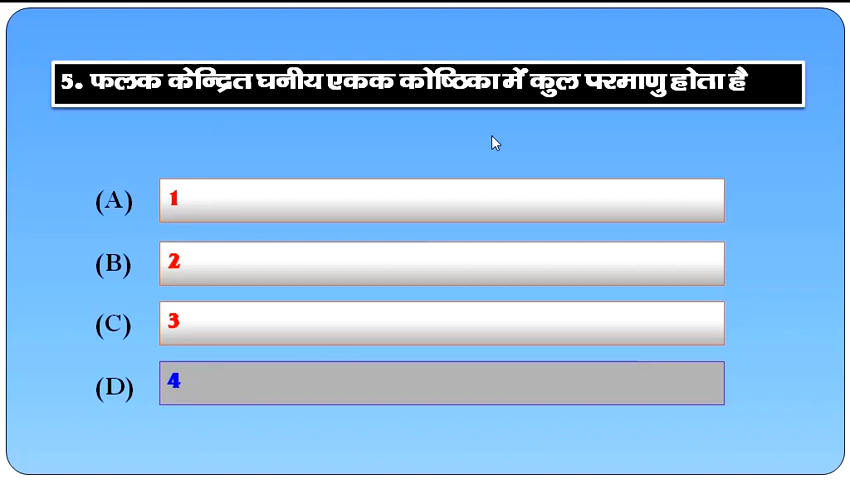 5. फलक केन्द्रित घनीय एकक कोष्ठिका में कुल परमाणु होता है
(A) 1
(B) 2
(C) 3
(D) 4